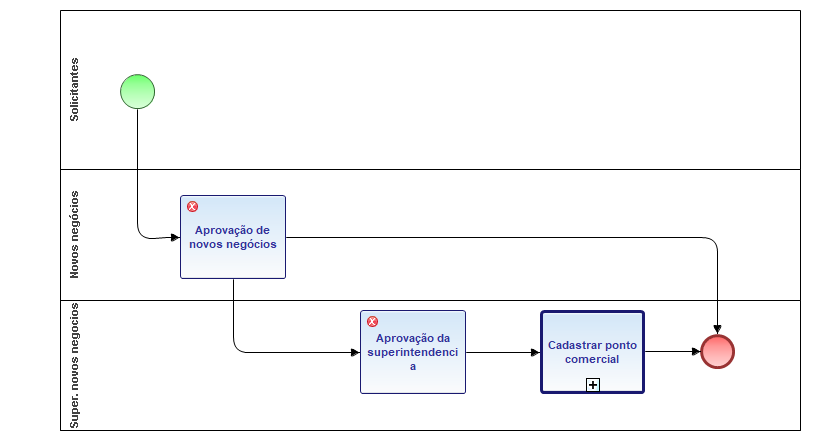 Solicitantes
Novos negócios
Aprovação de
novos negócios
Super. novos negocios
Aprovação da
superintendenci
a
Cadastrar ponto
comercial